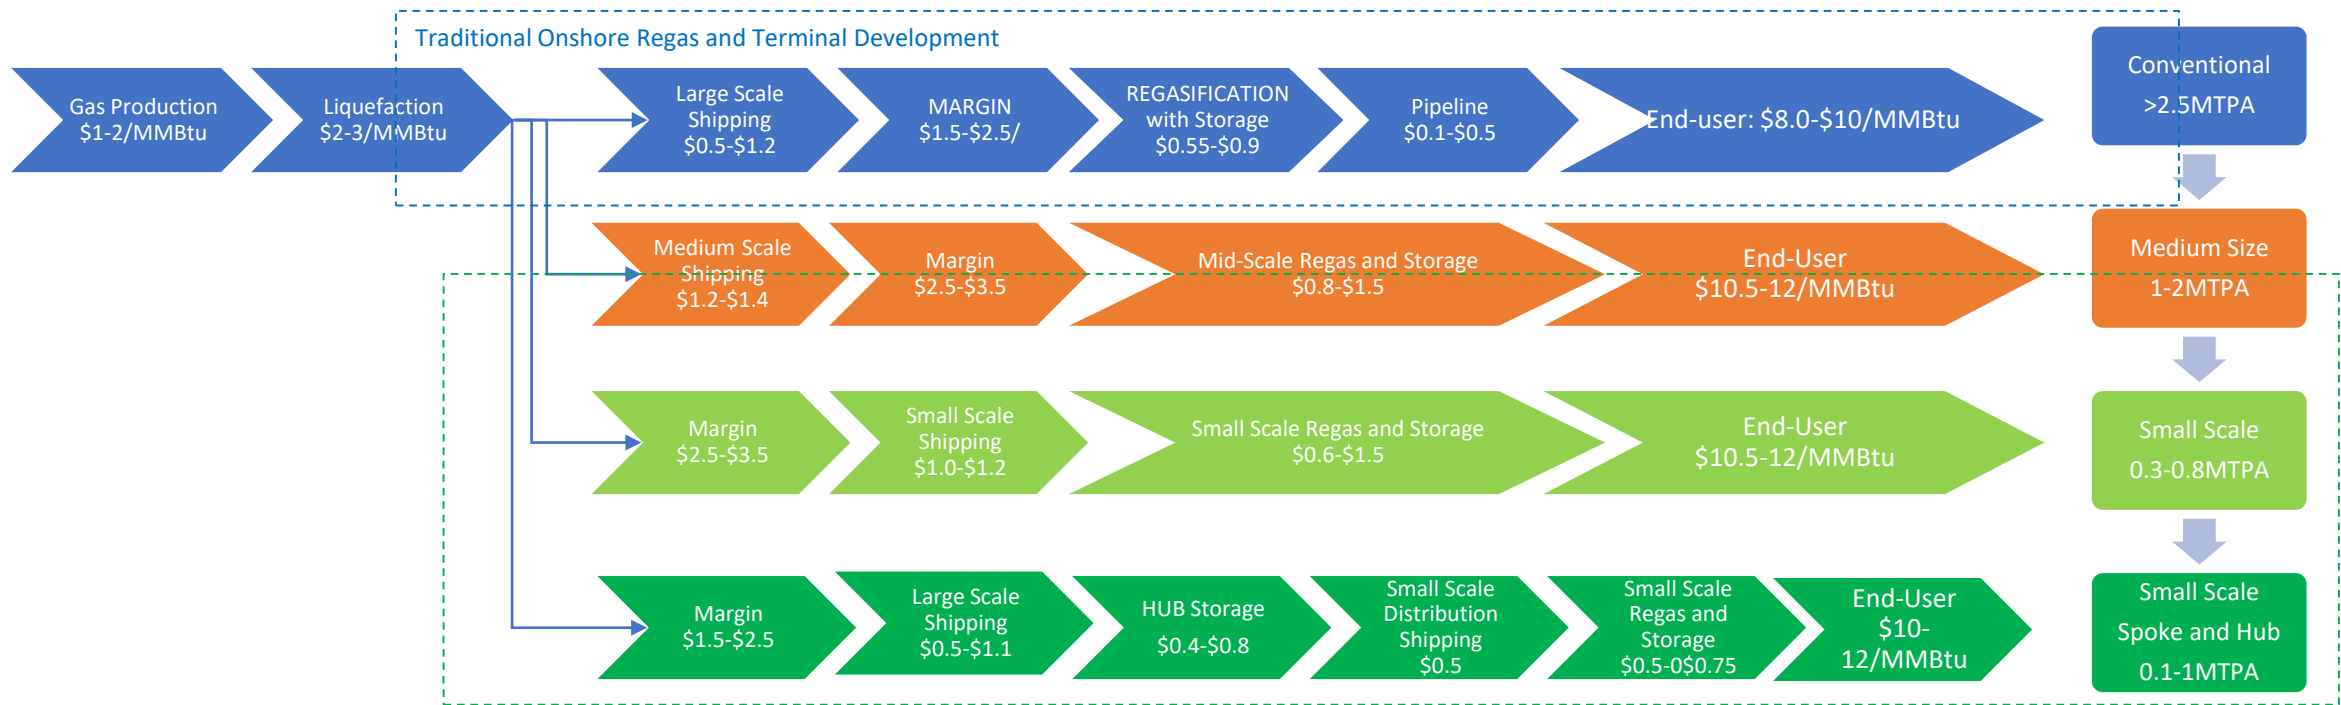 Traditional Onshore Regas and Terminal Development
Gas Production
$1-2/MMBtu
Liquefaction
$2-3/MMBtu
Large Scale
Shipping
$0.5-$1.2
MARGIN
$1.5-$2.5/
REGASIFICATION
with Storage
$0.55-$0.9
Pipeline
$0.1-$0.5
End-user: $8.0-$10/MMBtu
Conventional
>2.5MTPA
Medium Scale
Shipping
$1.2-$1.4
Margin
$2.5-$3.5
Mid-Scale Regas and Storage
$0.8-$1.5
End-User
$10.5-12/MMBtu
Medium Size
1-2MTPA
Margin
$2.5-$3.5
Small Scale
Shipping
$1.0-$1.2
Small Scale Regas and Storage
$0.6-$1.5
End-User
$10.5-12/MMBtu
Small Scale
0.3-0.8MTPA
Margin
$1.5-$2.5
Large Scale
Shipping
$0.5-$1.1
HUB Storage
$0.4-$0.8
Small Scale
Distribution
Shipping
$0.5
Small Scale
Regas and
Storage
$0.5-0$0.75
End-User
$10-
12/MMBtu
Small Scale
Spoke and Hub
0.1-1MTPA